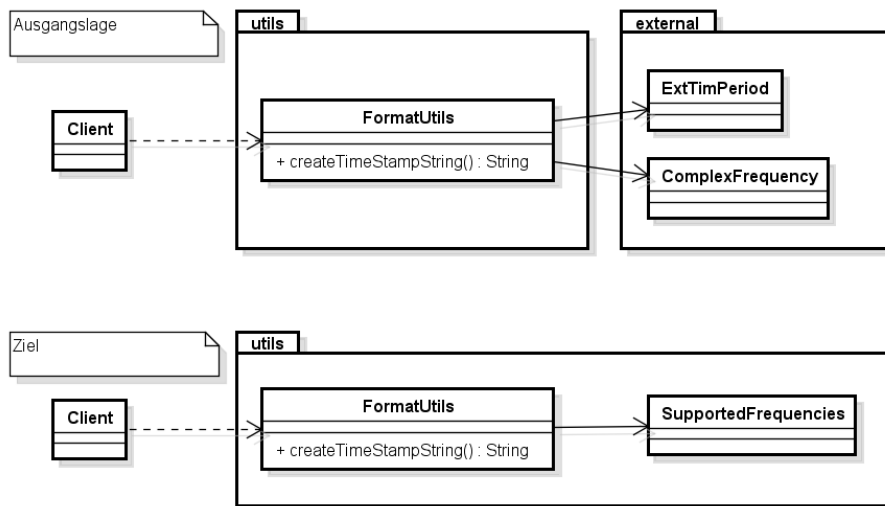 Ausgangslage
utils
external
Client
FormatUtils
+ createTimeStampString() : String
ExtTimPeriod
ComplexFrequency
Ziel
utils
Client
FormatUtils
+ createTimeStampString() : String
SupportedFrequencies